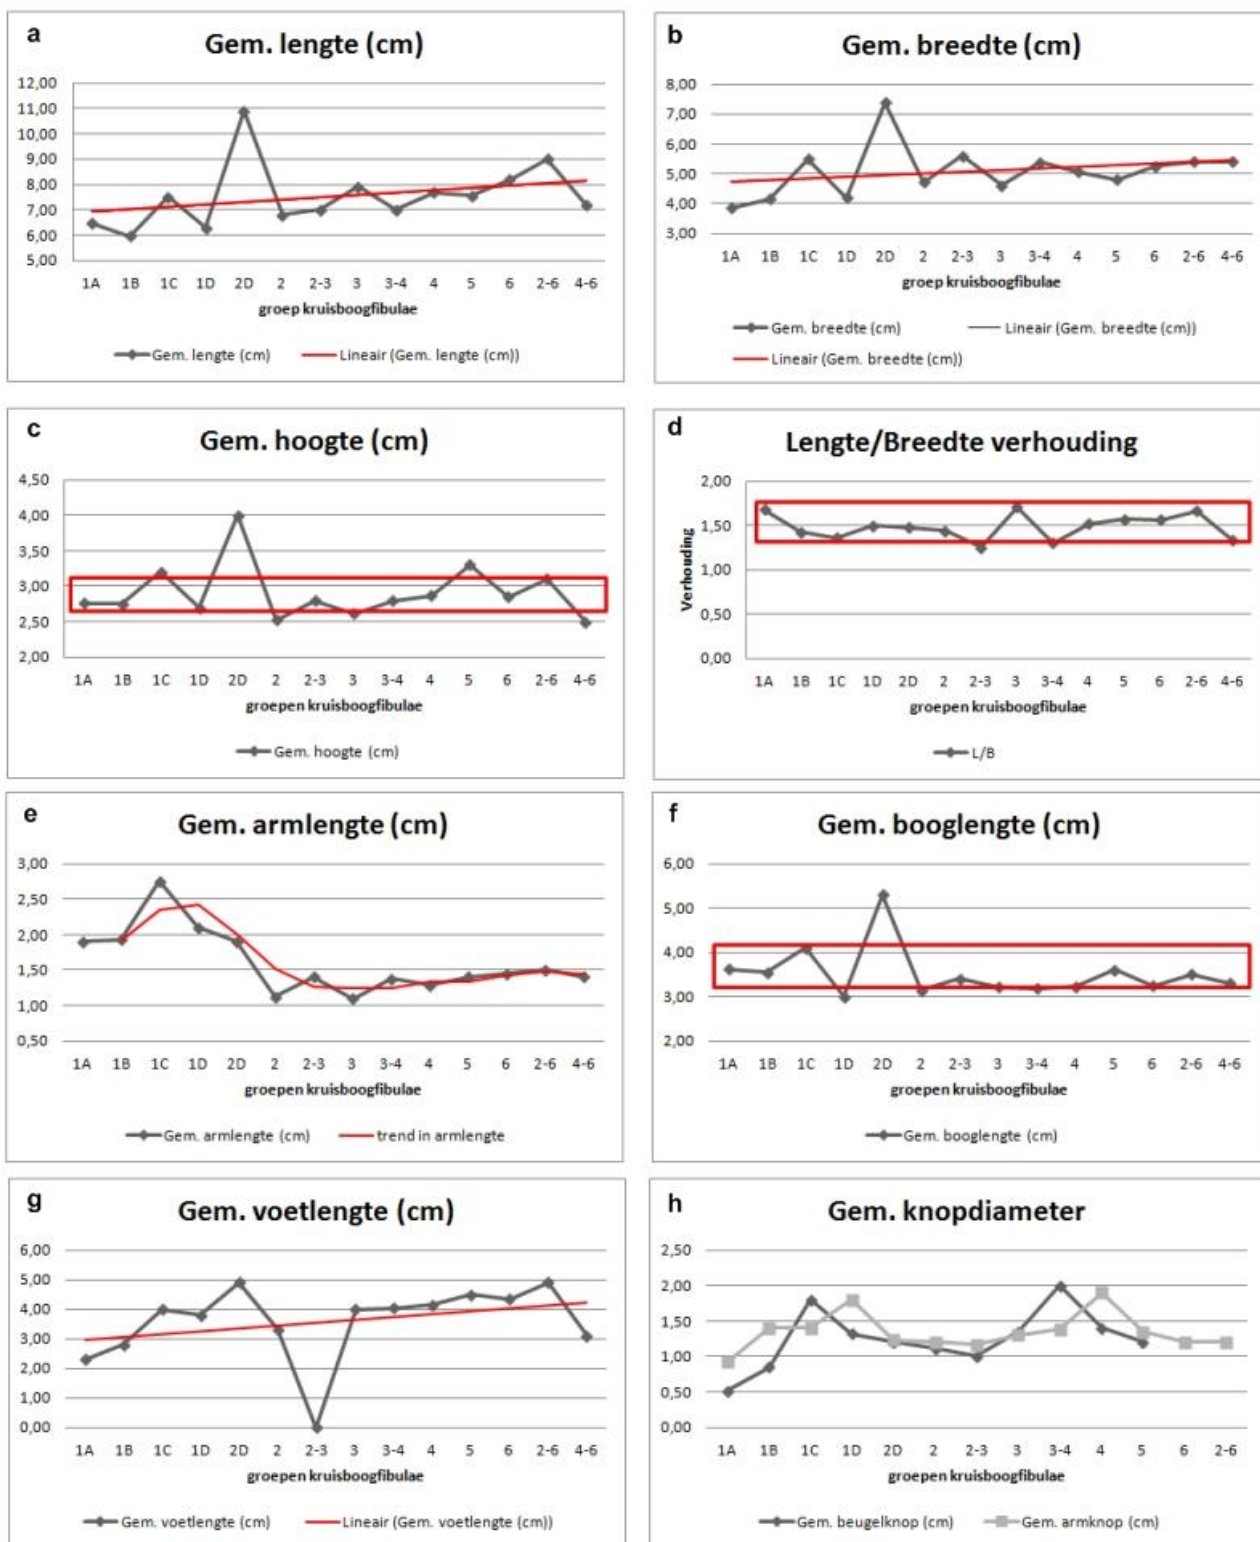 a
Gem. lengte (cm)
12,00
11,00
10,00
9,00
8,00
7,00
6,00
5,00
1A 1B 1C 1D 2D 2 2-3 3 3-4 4 5 6 2-6 4-6
groep kruisboogfibulae
Gem. lengte (cm) Lineair (Gem. lengte (cm))
b
Gem. breedte (cm)
8,00
7,00
6,00
5,00
4,00
3,00
1A 1B 1C 1D 2D 2 2-3 3 3-4 4 5 6 2-6 4-6
groep kruisboogfibulae
Gem. breedte (cm) Lineair (Gem. breedte (cm))
Lineair (Gem. breedte (cm))
c
Gem. hoogte (cm)
4,50
4,00
3,50
3,00
2,50
2,00
1A 1B 1C 1D 2D 2 2-3 3 3-4 4 5 6 2-6 4-6
groepen kruisboogfibulae
Gem. hoogte (cm)
d
Lengte/Breedte verhouding
Verhouding
2,00
1,50
1,00
0,50
0,00
1A 1B 1C 1D 2D 2 2-3 3 3-4 4 5 6 2-6 4-6
groepen kruisboogfibulae
L/B
e
Gem. armlengte (cm)
3,00
2,50
2,00
1,50
1,00
0,50
1A 1B 1C 1D 2D 2 2-3 3 3-4 4 5 6 2-6 4-6
groepen kruisboogfibulae
Gem. armlengte (cm) trend in armlengte
f
Gem. booglengte (cm)
6,00
5,00
4,00
3,00
2,00
1A 1B 1C 1D 2D 2 2-3 3 3-4 4 5 6 2-6 4-6
groepen kruisboogfibulae
Gem. booglengte (cm)
g
Gem. voetlengte (cm)
6,00
5,00
4,00
3,00
2,00
1,00
0,00
1A 1B 1C 1D 2D 2 2-3 3 3-4 4 5 6 2-6 4-6
groepen kruisboogfibulae
Gem. voetlengte (cm) Lineair (Gem. voetlengte (cm))
h
Gem. knopdiameter
2,50
2,00
1,50
1,00
0,50
0,00
1A 1B 1C 1D 2D 2 2-3 3 3-4 4 5 6 2-6
groepen kruisboogfibulae
Gem. beugelknop (cm) Gem. armknop (cm)